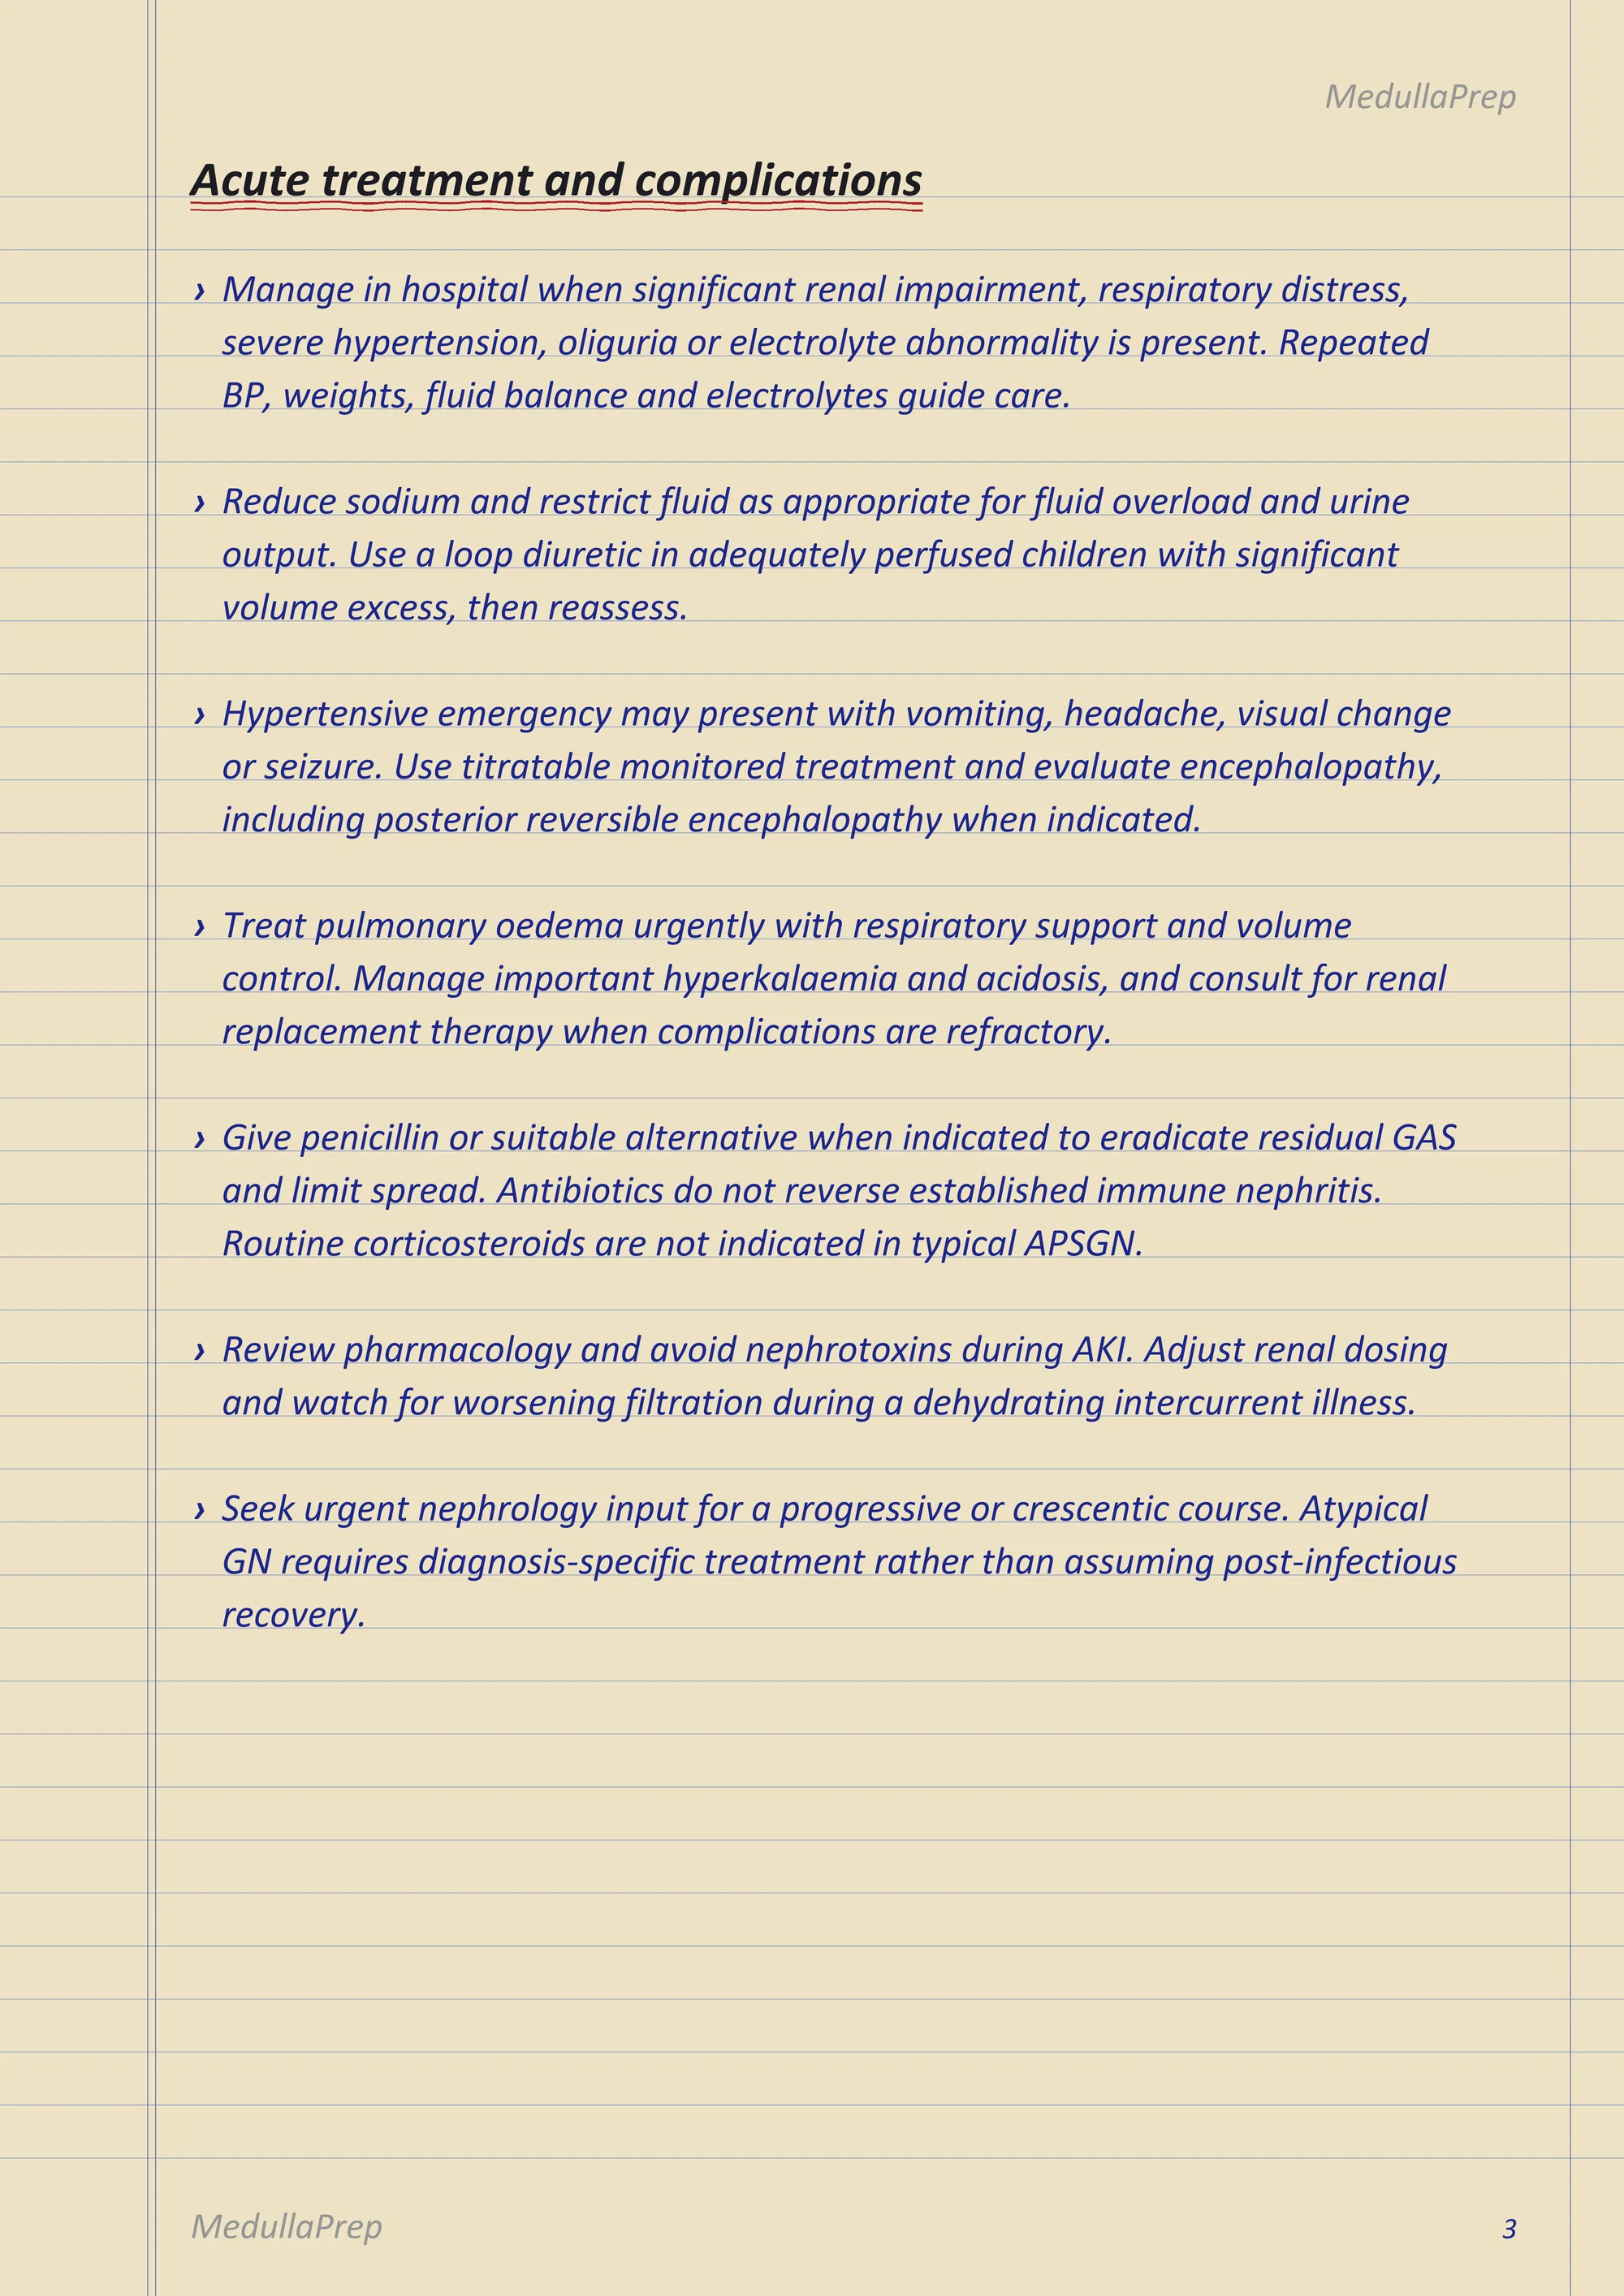 MedullaPrep
Acute treatment and complications
› Manage in hospital when significant renal impairment, respiratory distress,
severe hypertension, oliguria or electrolyte abnormality is present. Repeated
BP, weights, fluid balance and electrolytes guide care.
› Reduce sodium and restrict fluid as appropriate for fluid overload and urine
output. Use a loop diuretic in adequately perfused children with significant
volume excess, then reassess.
› Hypertensive emergency may present with vomiting, headache, visual change
or seizure. Use titratable monitored treatment and evaluate encephalopathy,
including posterior reversible encephalopathy when indicated.
› Treat pulmonary oedema urgently with respiratory support and volume
control. Manage important hyperkalaemia and acidosis, and consult for renal
replacement therapy when complications are refractory.
› Give penicillin or suitable alternative when indicated to eradicate residual GAS
and limit spread. Antibiotics do not reverse established immune nephritis.
Routine corticosteroids are not indicated in typical APSGN.
› Review pharmacology and avoid nephrotoxins during AKI. Adjust renal dosing
and watch for worsening filtration during a dehydrating intercurrent illness.
› Seek urgent nephrology input for a progressive or crescentic course. Atypical
GN requires diagnosis-specific treatment rather than assuming post-infectious
recovery.
MedullaPrep
3